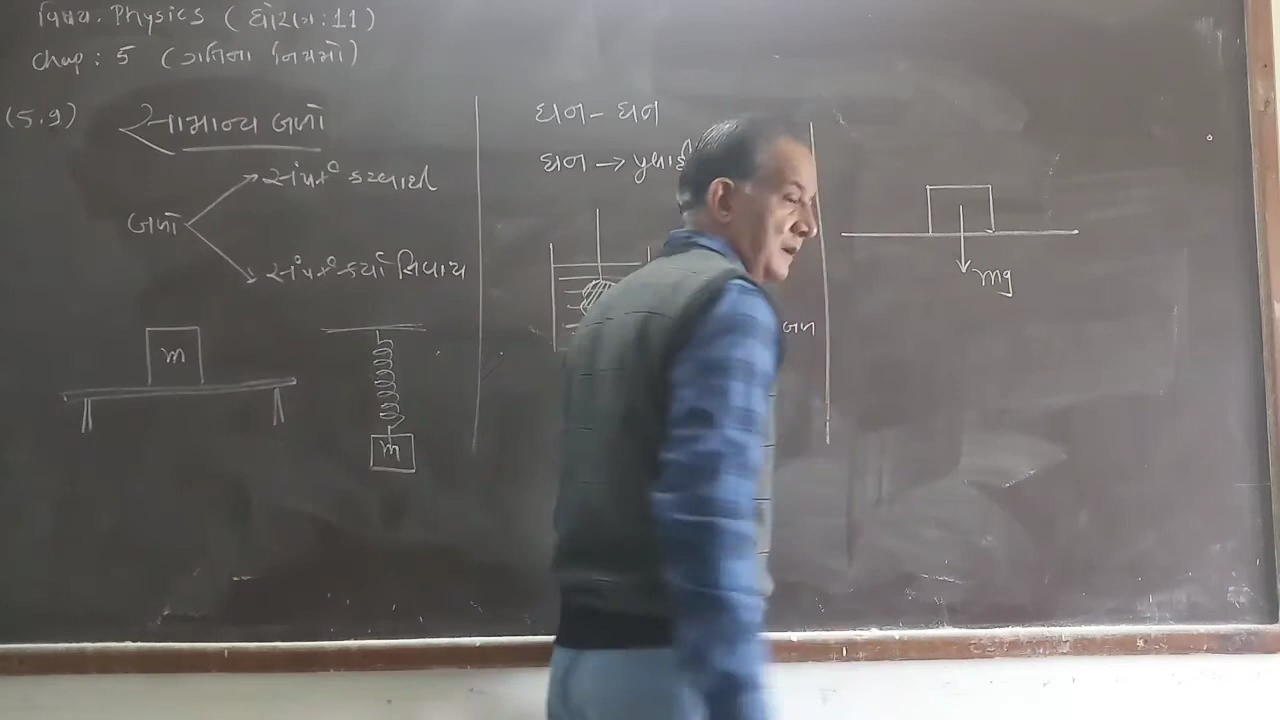 વિષય. Physics (ધોરણ:11)
Chap: 5 (ગતિના નિયમો)
(5.9) સામાન્ય બળો
બળો
સંપર્ક કરવાથી
સંપર્ક કર્યા સિવાય
m
m
ઘન - ઘન
ઘન →
બળ
mg